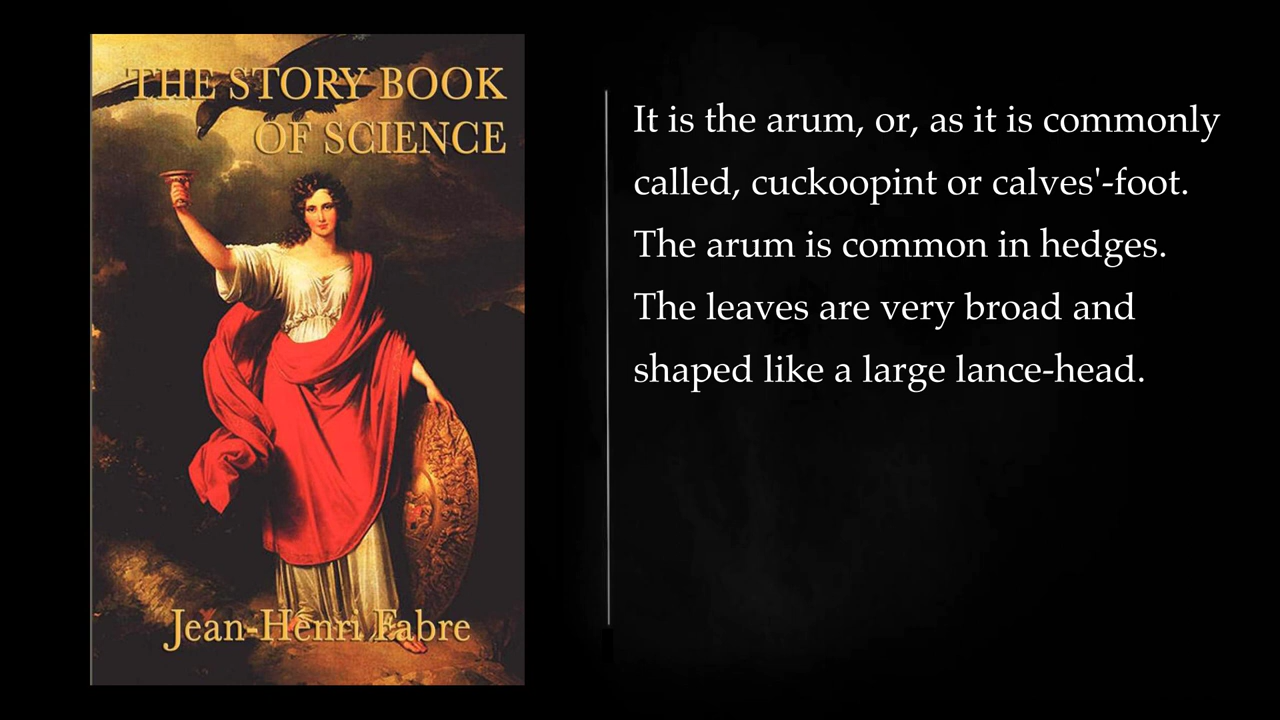 THE STORY BOOK
OF SCIENCE
Jean-Henri Fabre
It is the arum, or, as it is commonly
called, cuckoopint or calves'-foot.
The arum is common in hedges.
The leaves are very broad and
shaped like a large lance-head.